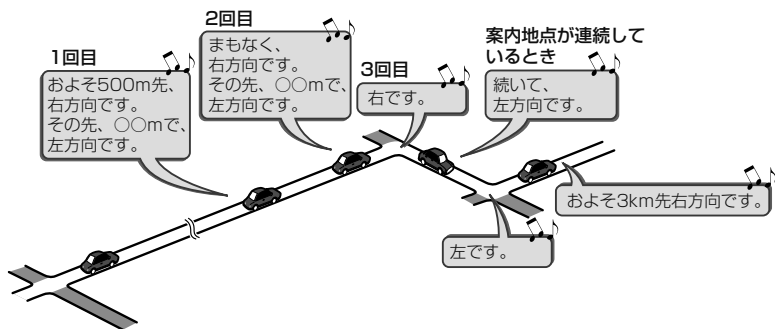 1回目
およそ500m先、
右方向です。
その先、○○mで、
左方向です。
2回目
まもなく、
右方向です。
その先、○○mで、
左方向です。
3回目
右です。
案内地点が連続して
いるとき
続いて、
左方向です。
左です。
およそ3km先右方向です。